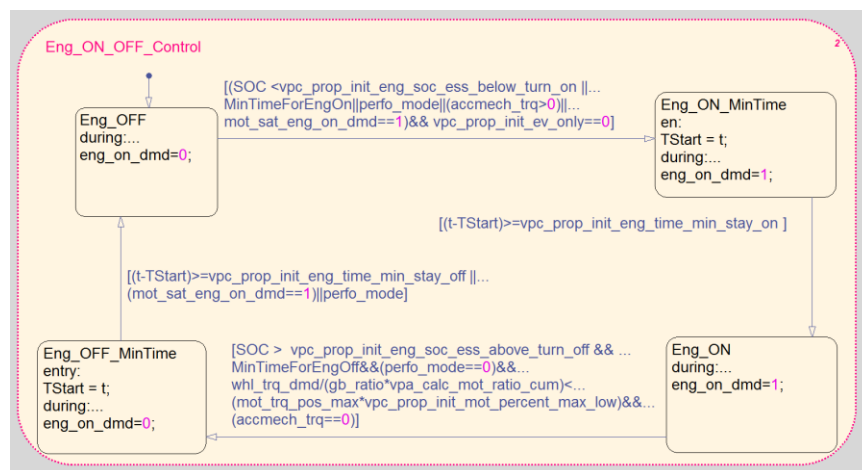 Eng_ON_OFF_Control
2
[(SOC <vpc_prop_init_eng_soc_ess_below_turn_on ||...
MinTimeForEngOn||perfo_mode||(accmech_trq>0)||...
mot_sat_eng_on_dmd==1)&& vpc_prop_init_ev_only==0]
Eng_OFF
during:...
eng_on_dmd=0;
Eng_ON_MinTime
en:
TStart = t;
during:...
eng_on_dmd=1;
[(t-TStart)>=vpc_prop_init_eng_time_min_stay_on ]
[(t-TStart)>=vpc_prop_init_eng_time_min_stay_off ||...
(mot_sat_eng_on_dmd==1)||perfo_mode]
Eng_OFF_MinTime
entry:
TStart = t;
during:...
eng_on_dmd=0;
[SOC >  vpc_prop_init_eng_soc_ess_above_turn_off && ...
MinTimeForEngOff&&(perfo_mode==0)&&...
whl_trq_dmd/(gb_ratio*vpa_calc_mot_ratio_cum)<...
(mot_trq_pos_max*vpc_prop_init_mot_percent_max_low)&&...
(accmech_trq==0)]
Eng_ON
during:...
eng_on_dmd=1;